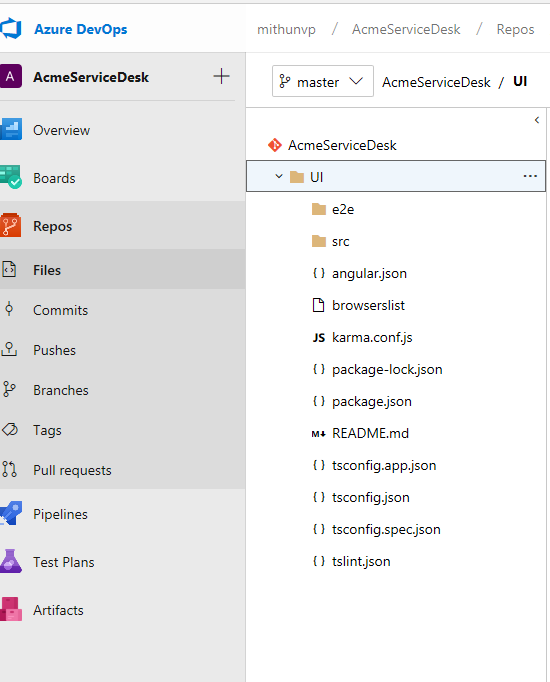 Azure DevOps
mithunvp / AcmeServiceDesk / Repos
A AcmeServiceDesk
master AcmeServiceDesk / UI
Overview
Boards
Repos
Files
Commits
Pushes
Branches
Tags
Pull requests
Pipelines
Test Plans
Artifacts
AcmeServiceDesk
UI ...
e2e
src
{ } angular.json
browserslist
JS karma.conf.js
{ } package-lock.json
{ } package.json
M↓ README.md
{ } tsconfig.app.json
{ } tsconfig.json
{ } tsconfig.spec.json
{ } tslint.json